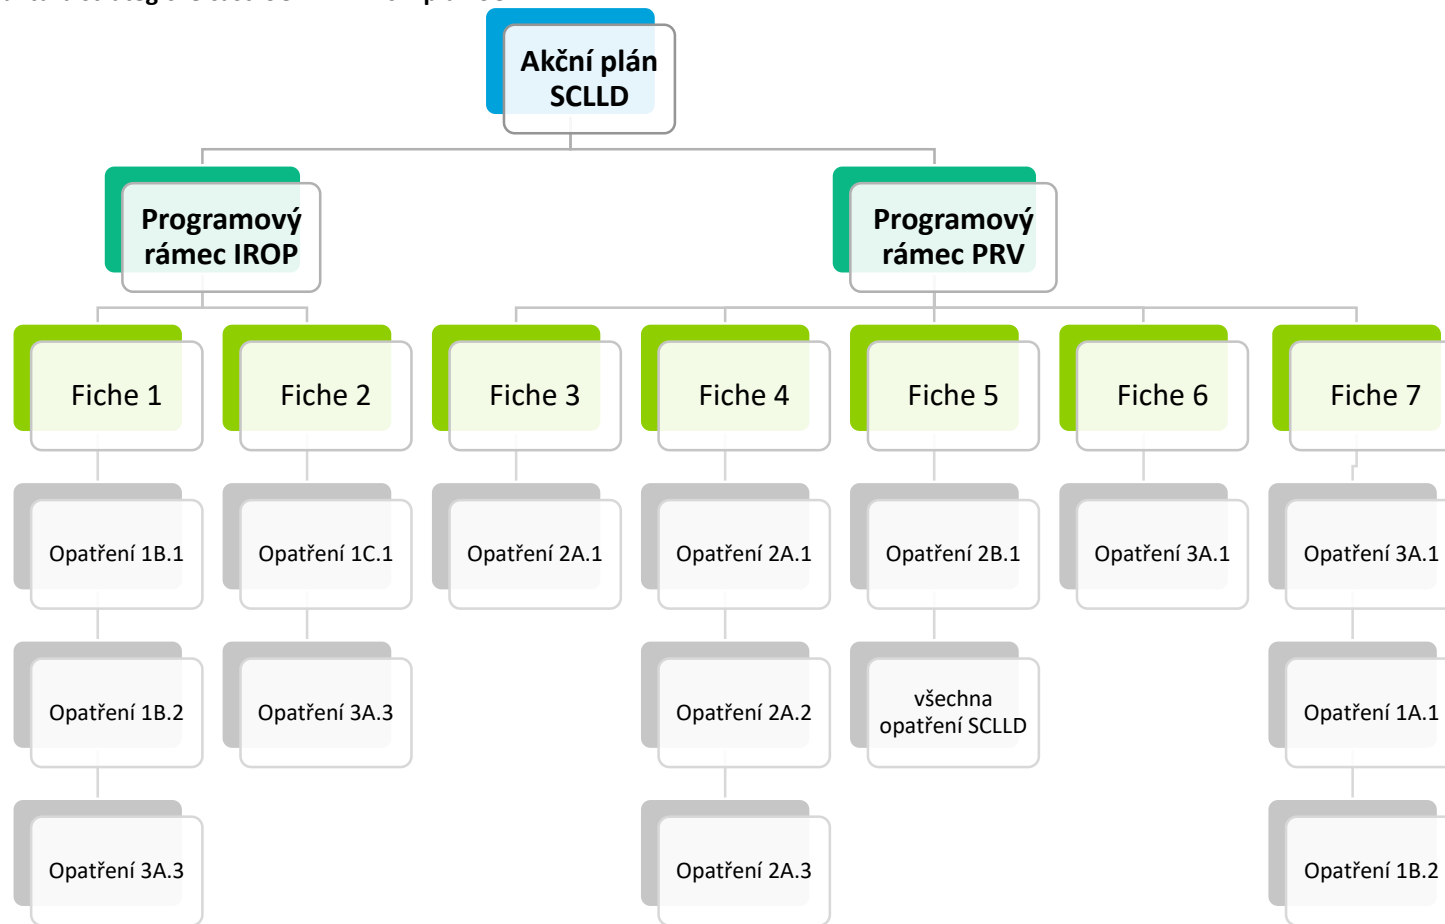 Akční plán
SCLLD
Programový
rámec IROP
Programový
rámec PRV
Fiche 1
Fiche 2
Fiche 3
Fiche 4
Fiche 5
Fiche 6
Fiche 7
Opatření 1B.1
Opatření 1C.1
Opatření 2A.1
Opatření 2A.1
Opatření 2B.1
Opatření 3A.1
Opatření 3A.1
Opatření 1B.2
Opatření 3A.3
Opatření 2A.2
všechna
opatření SCLLD
Opatření 1A.1
Opatření 3A.3
Opatření 2A.3
Opatření 1B.2